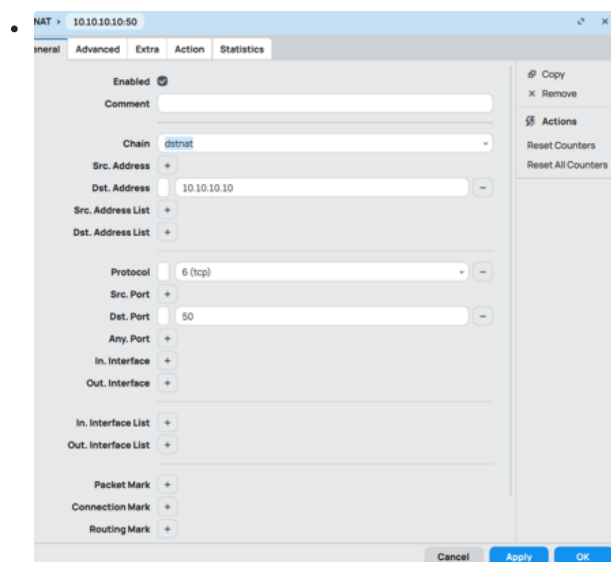 NAT › 10.10.10.10:50
General Advanced Extra Action Statistics
Enabled
Comment
Chain dstnat
Src. Address
Dst. Address 10.10.10.10
Src. Address List
Dst. Address List
Protocol 6 (tcp)
Src. Port
Dst. Port 50
Any. Port
In. Interface
Out. Interface
In. Interface List
Out. Interface List
Packet Mark
Connection Mark
Routing Mark
Copy
Remove
Actions
Reset Counters
Reset All Counters
Cancel Apply OK